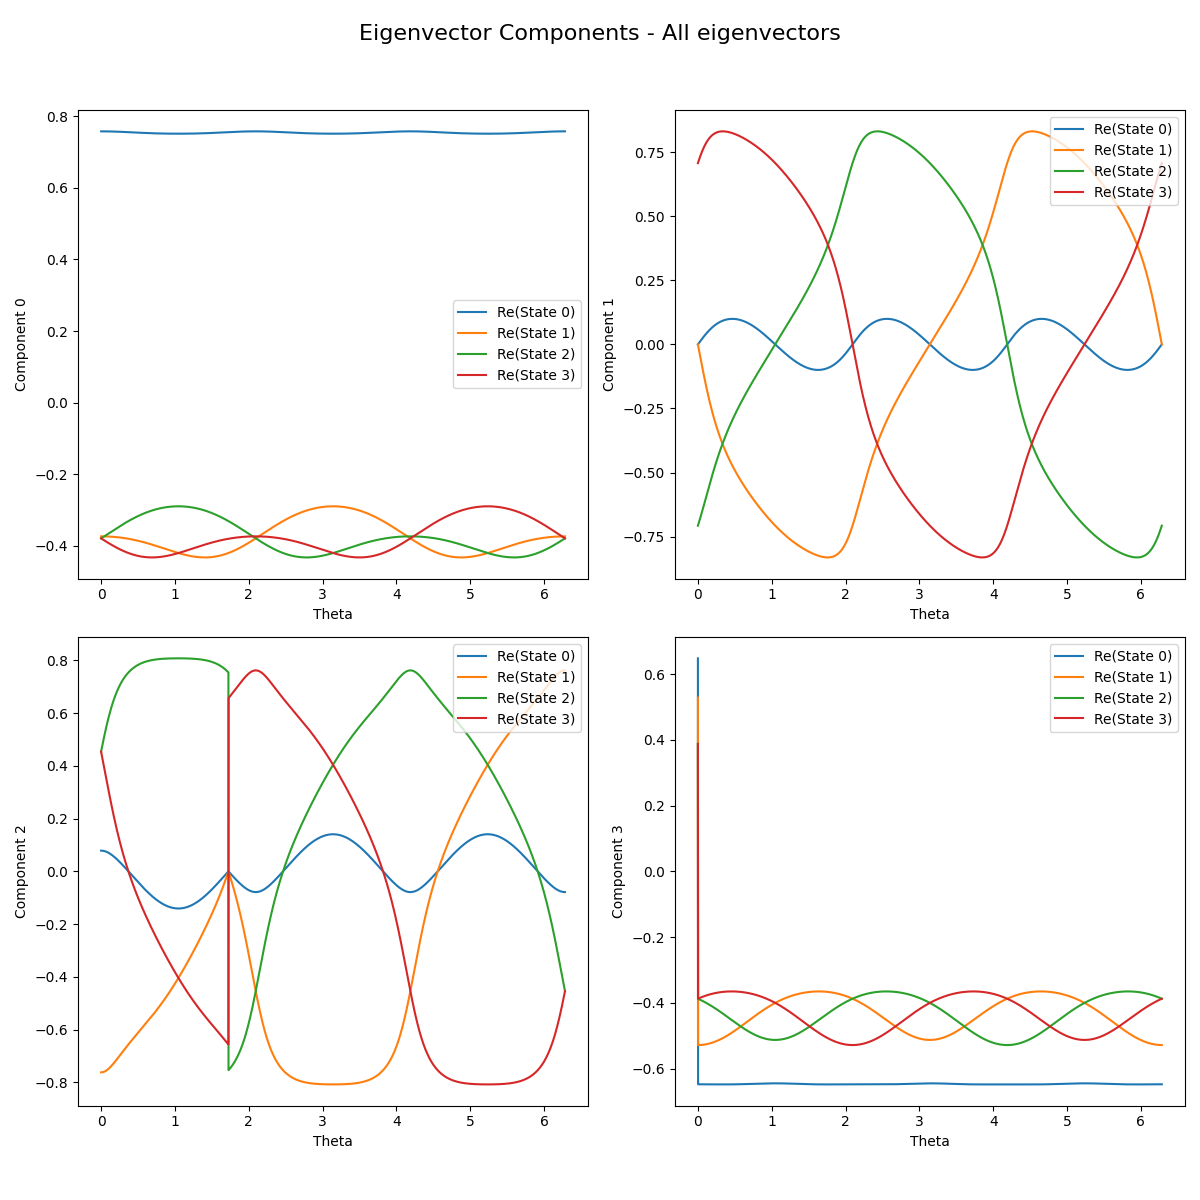 Eigenvector Components - All eigenvectors
0.8
0.6
0.4
0.2
0.0
−0.2
−0.4
Component 0
Re(State 0)
Re(State 1)
Re(State 2)
Re(State 3)
0 1 2 3 4 5 6
Theta
0.75
0.50
0.25
0.00
−0.25
−0.50
−0.75
Component 1
Re(State 0)
Re(State 1)
Re(State 2)
Re(State 3)
0 1 2 3 4 5 6
Theta
0.8
0.6
0.4
0.2
0.0
−0.2
−0.4
−0.6
−0.8
Component 2
Re(State 0)
Re(State 1)
Re(State 2)
Re(State 3)
0 1 2 3 4 5 6
Theta
0.6
0.4
0.2
0.0
−0.2
−0.4
−0.6
Component 3
Re(State 0)
Re(State 1)
Re(State 2)
Re(State 3)
0 1 2 3 4 5 6
Theta